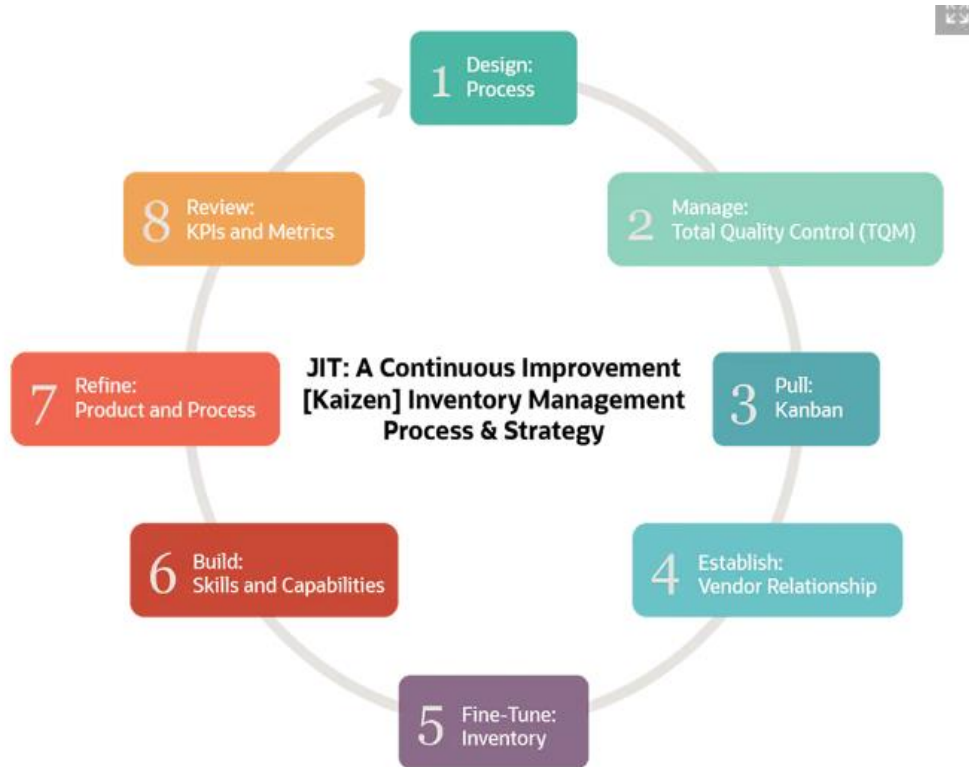 1 Design:
Process
2 Manage:
Total Quality Control (TQM)
3 Pull:
Kanban
4 Establish:
Vendor Relationship
5 Fine-Tune:
Inventory
6 Build:
Skills and Capabilities
7 Refine:
Product and Process
8 Review:
KPIs and Metrics
JIT: A Continuous Improvement
[Kaizen] Inventory Management
Process & Strategy